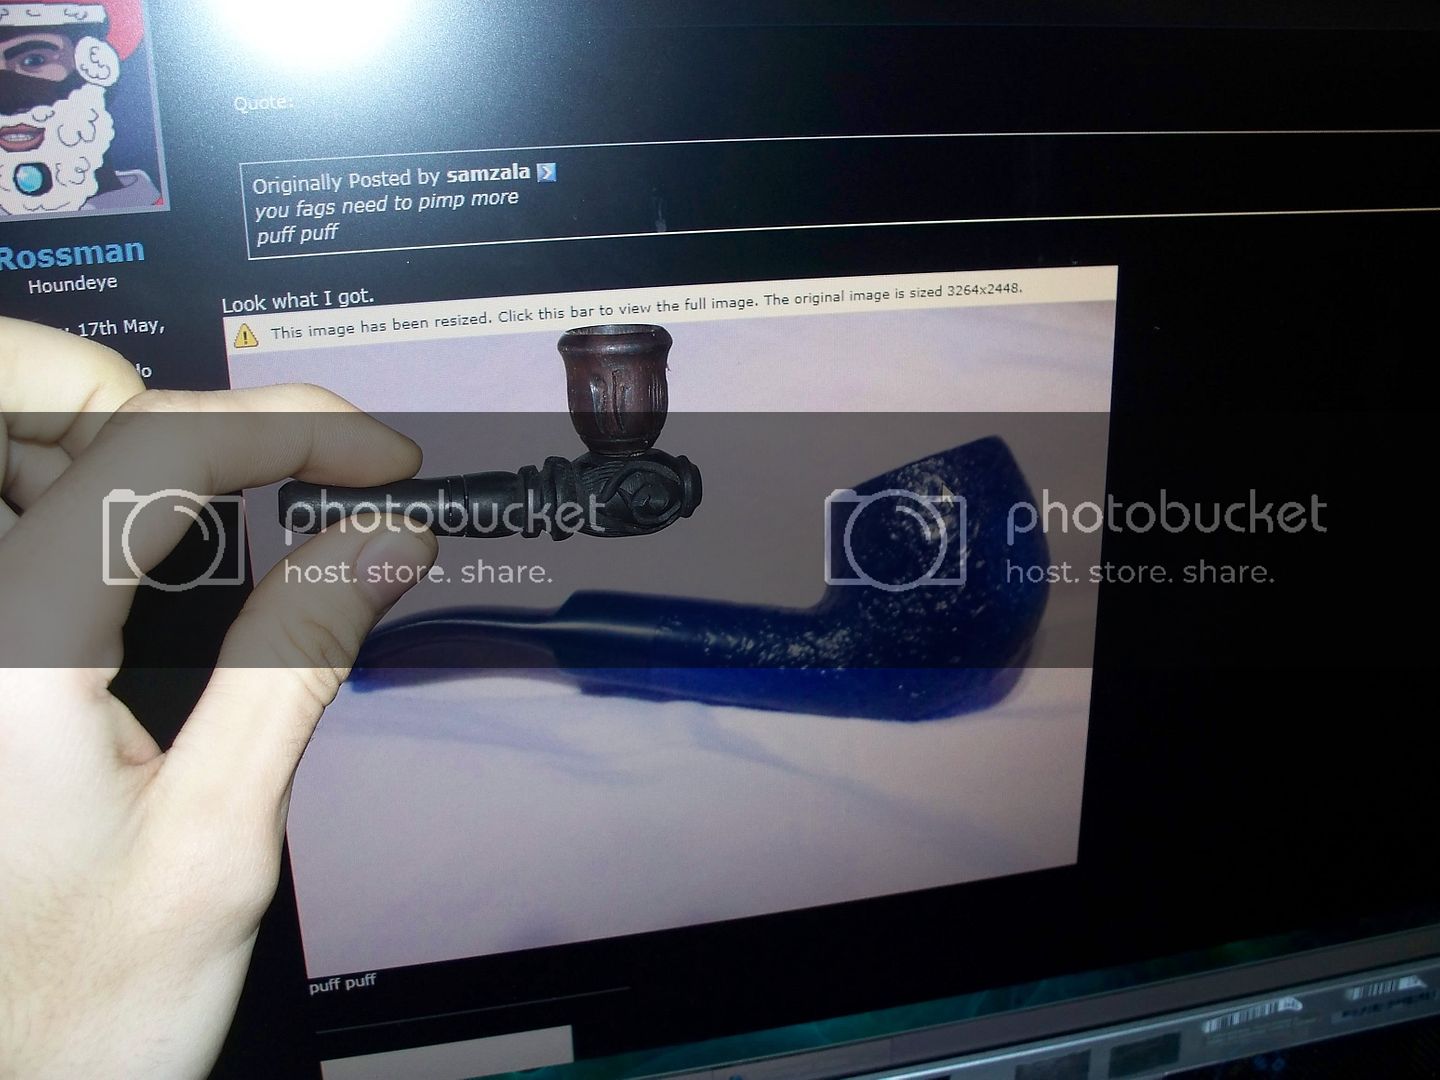 Quote:
Originally Posted by samzala
you fags need to pimp more
puff puff
Rossman
Houndeye
17th May,
Look what I got.
This image has been resized. Click this bar to view the full image. The original image is sized 3264x2448.
photobucket
host. store. share.
photobucket
host. store. share.
puff puff